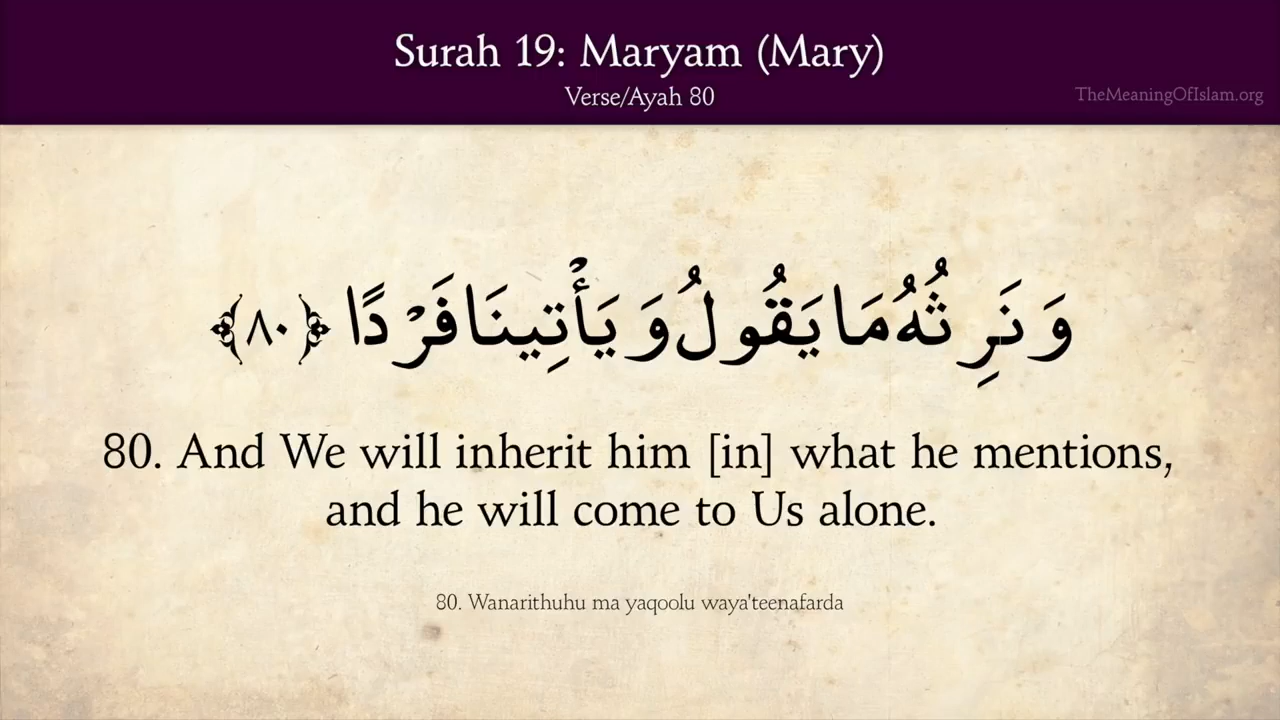 Surah 19: Maryam (Mary)
Verse/Ayah 80
TheMeaningOfIslam.org
وَنَرِثُهُ مَا يَقُولُ وَيَأْتِينَا فَرْدًا ﴿٨٠﴾
80. And We will inherit him [in] what he mentions,
and he will come to Us alone.
80. Wanarithuhu ma yaqoolu waya'teenafarda